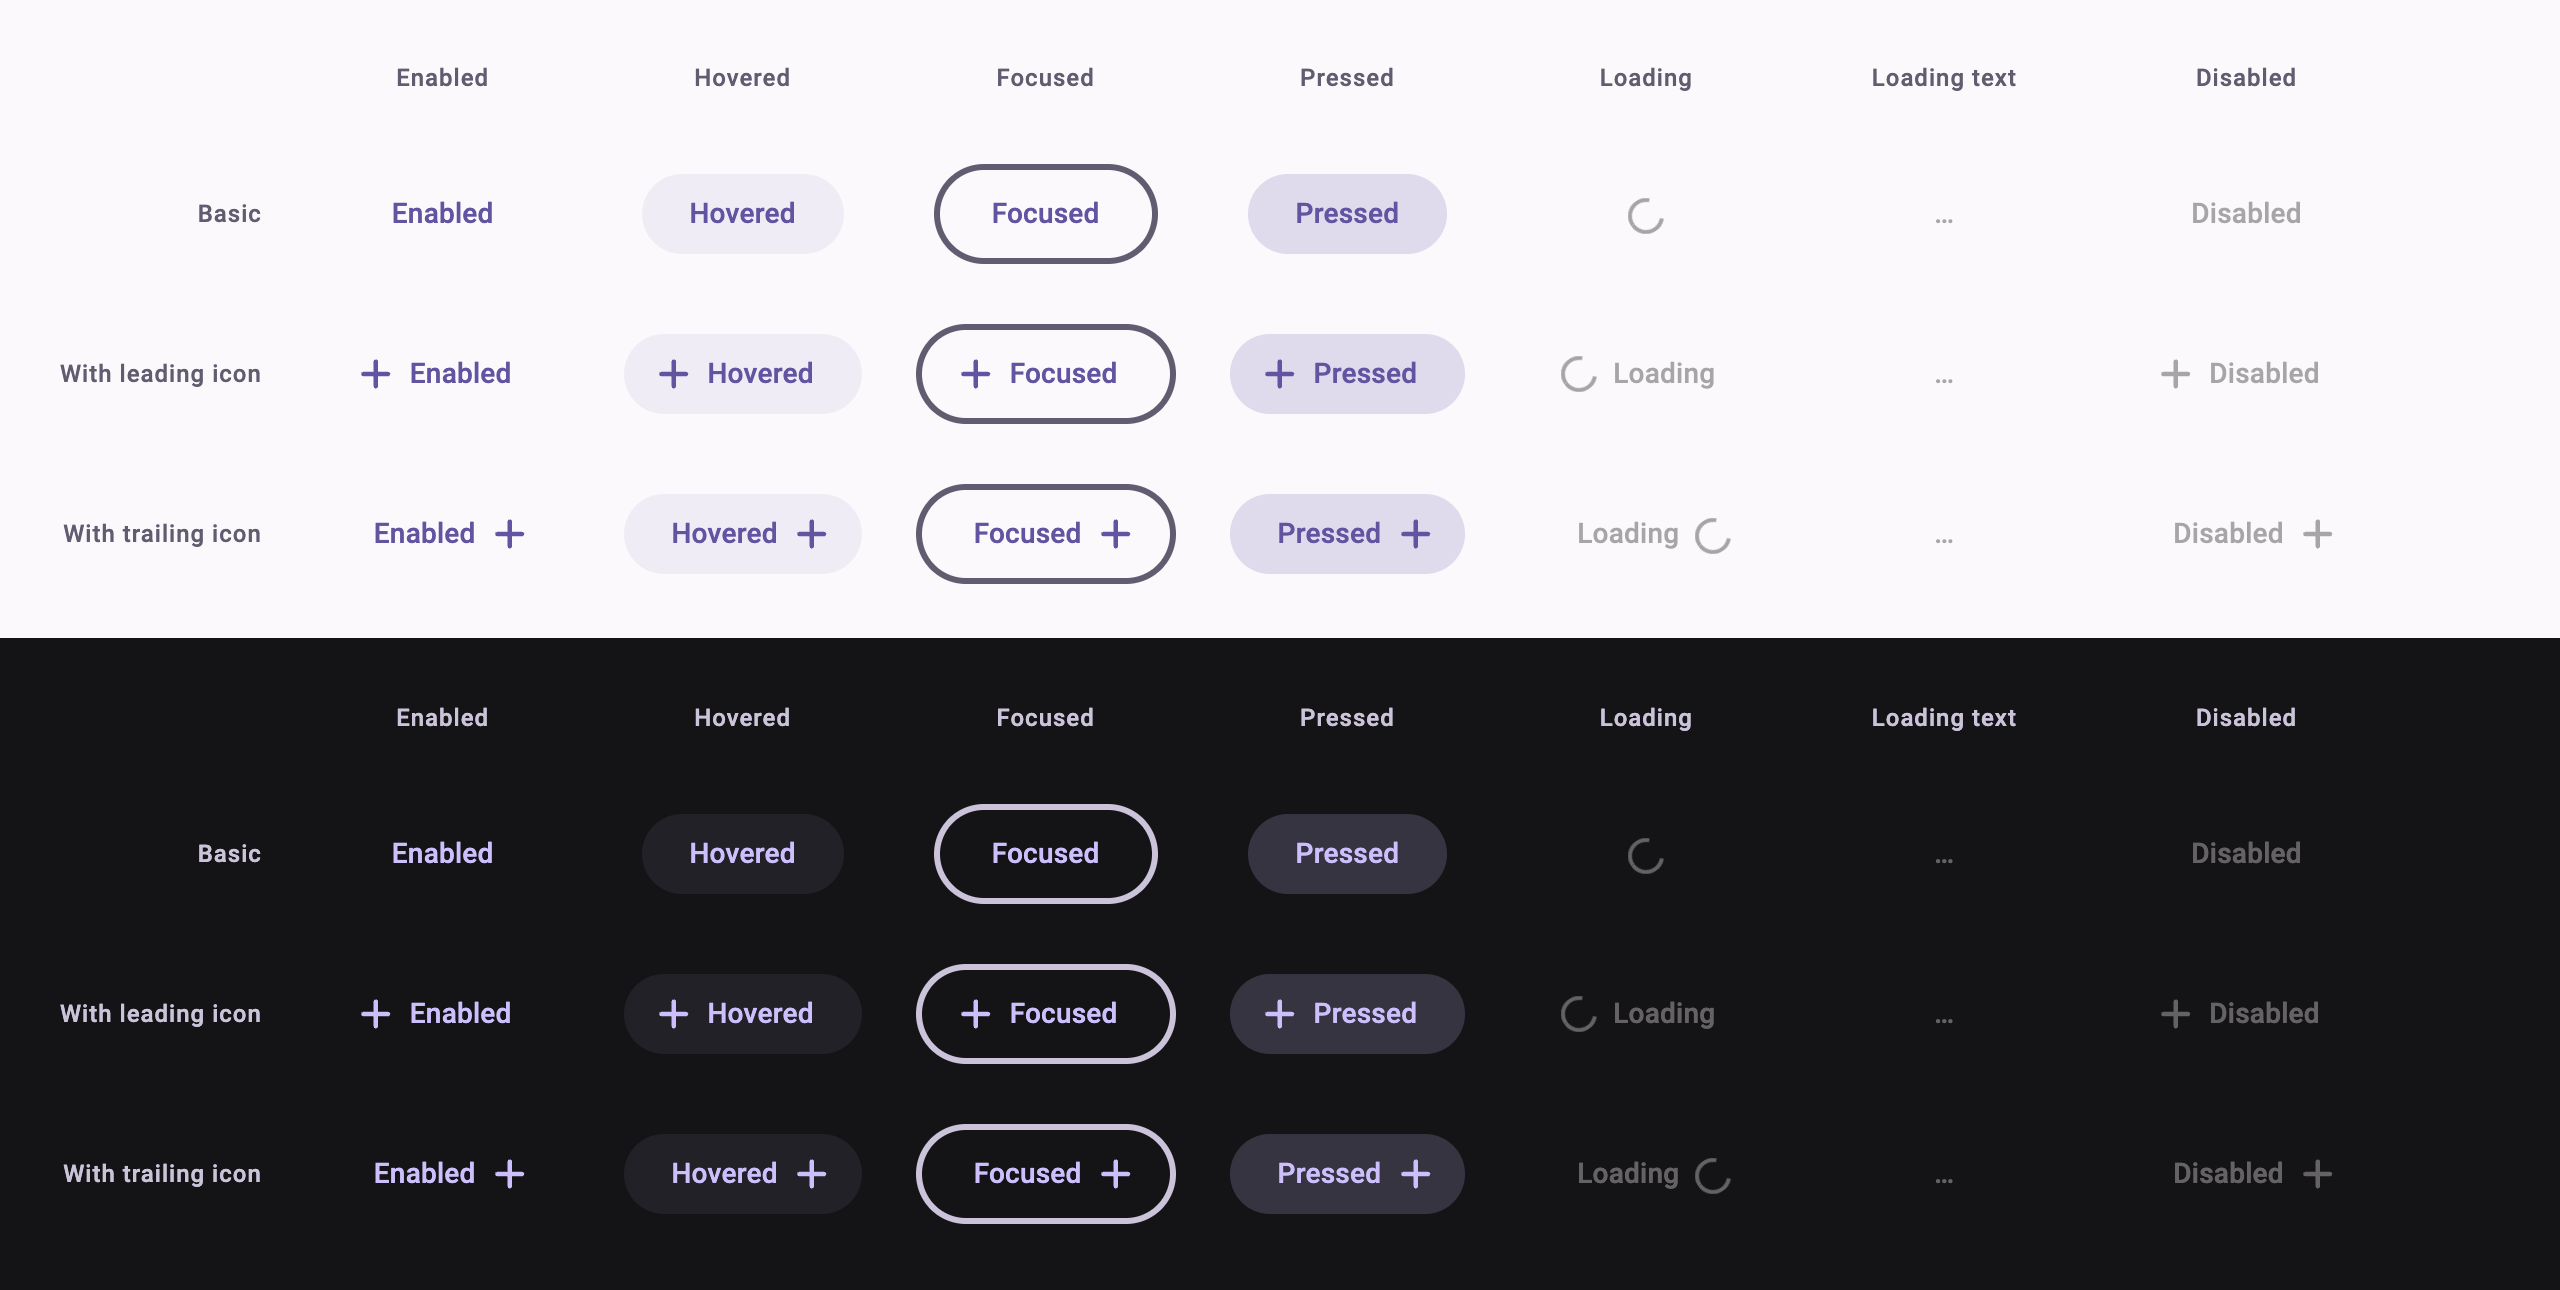 Enabled Hovered Focused Pressed Loading Loading text Disabled
Basic Enabled Hovered Focused Pressed ... Disabled
With leading icon Enabled Hovered Focused Pressed Loading ... Disabled
With trailing icon Enabled Hovered Focused Pressed Loading ... Disabled
Enabled Hovered Focused Pressed Loading Loading text Disabled
Basic Enabled Hovered Focused Pressed ... Disabled
With leading icon Enabled Hovered Focused Pressed Loading ... Disabled
With trailing icon Enabled Hovered Focused Pressed Loading ... Disabled